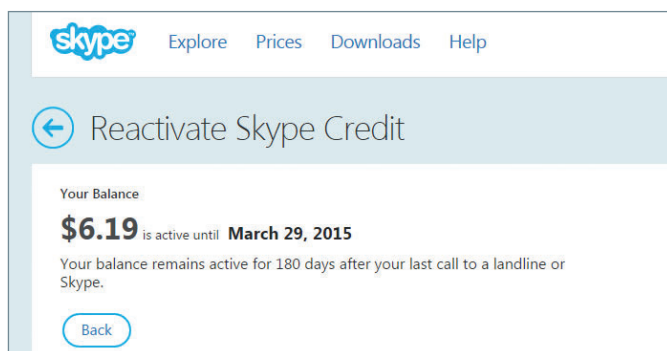 skype Explore Prices Downloads Help
Reactivate Skype Credit
Your Balance
$6.19 is active until March 29, 2015
Your balance remains active for 180 days after your last call to a landline or
Skype.
Back